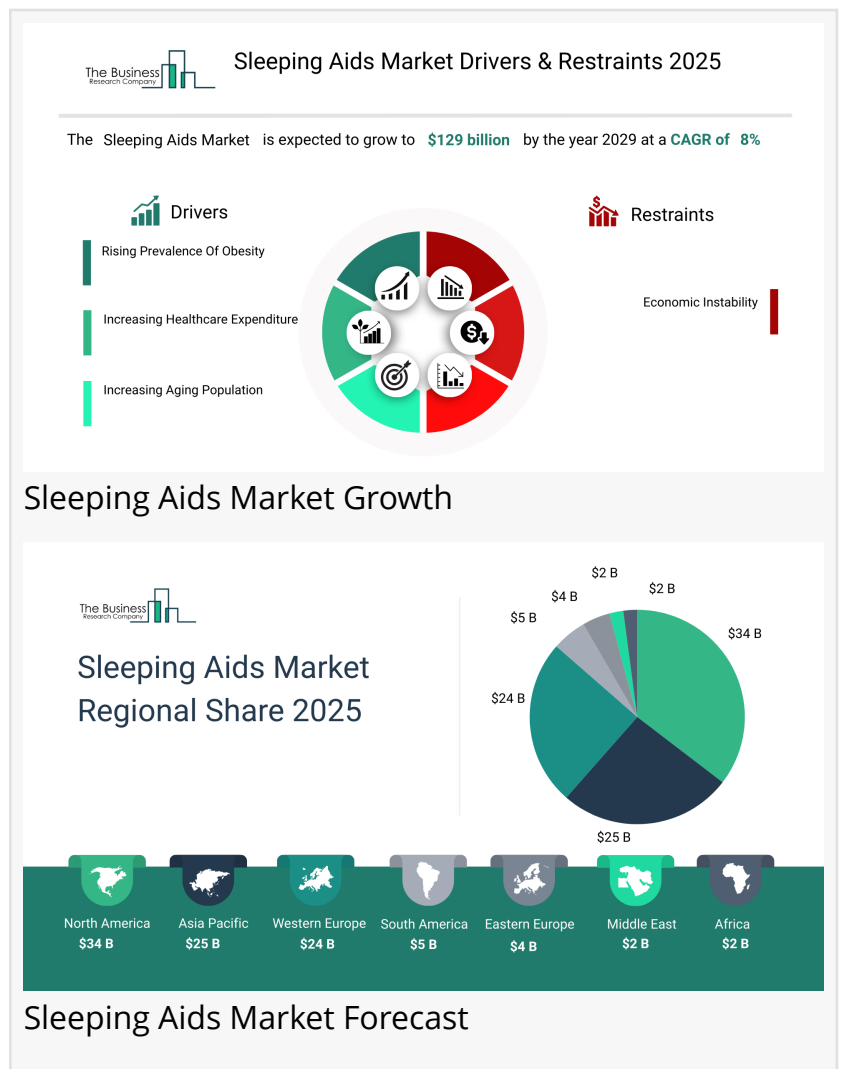 The Business
Research Company
Sleeping Aids Market Drivers & Restraints 2025
The Sleeping Aids Market is expected to grow to $129 billion by the year 2029 at a CAGR of 8%
Drivers
Rising Prevalence Of Obesity
Increasing Healthcare Expenditure
Increasing Aging Population
$
$
Restraints
Economic Instability
Sleeping Aids Market Growth
The Business
Research Company
Sleeping Aids Market
Regional Share 2025
$2 B
$2 B
$4 B
$5 B
$34 B
$24 B
$25 B
North America
$34 B
Asia Pacific
$25 B
Western Europe
$24 B
South America
$5 B
Eastern Europe
$4 B
Middle East
$2 B
Africa
$2 B
Sleeping Aids Market Forecast